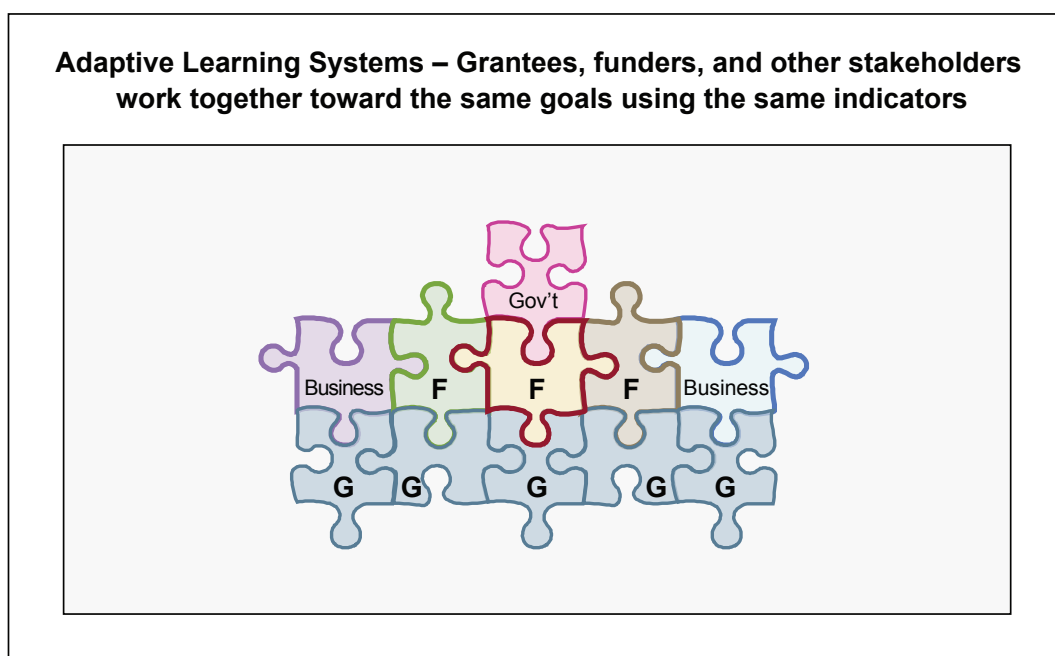 Adaptive Learning Systems – Grantees, funders, and other stakeholders
work together toward the same goals using the same indicators
Gov't
Business F F F Business
G G G G G